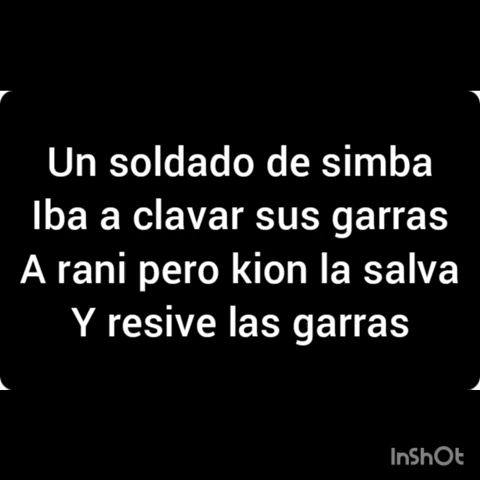 Un soldado de simba
Iba a clavar sus garras
A rani pero kion la salva
Y resive las garras
InShOt